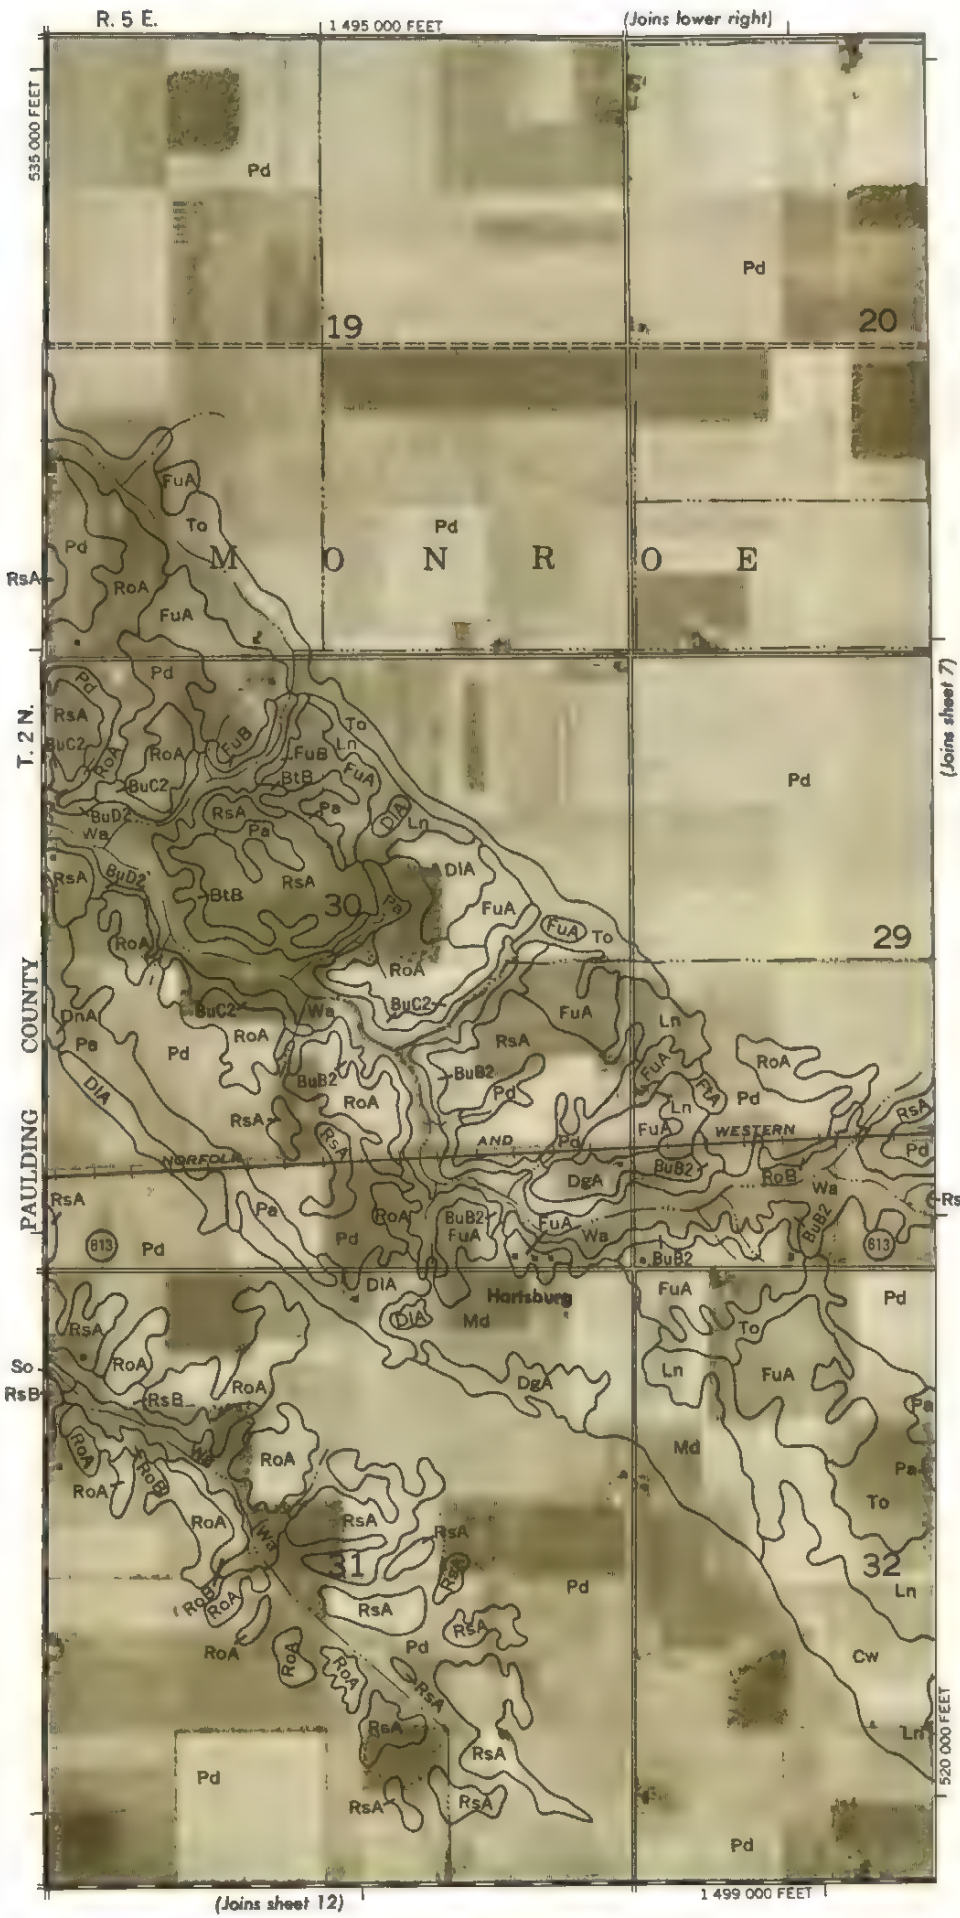 R. 5 E.
1 495 000 FEET
(Joins lower right)
535 000 FEET
Pd
Pd
19
20
FuA
To
Pd
Pd
M O N R O E
RsA
RoA
FuA
Pd
Pd
RsA
BuC2
RoA
RoA
FuB
FuB
To
Ln
FuA
BtB
BuC2
Pa
DlA
Ln
T. 2 N.
(Joins sheet 7)
Pd
BuD2
Wa
RsA
Pa
RsA
BuD2
BtB
RsA
30
Pa
DlA
FuA
FuA
To
29
RoA
RoA
BuC2
BuC2
Wa
FuA
Ln
DnA
Pa
Pd
RoA
RsA
BuB2
Pd
BuB2
RoA
FuA
FtA
Ln
Pd
RoA
DlA
RsA
RsA
RsA
FuA
Pd
NORFOLK
AND
WESTERN
Pd
PAULDING COUNTY
RsA
Pa
DgA
BuB2
RoB
Wa
Rs
613
Pd
Pd
RoA
BuB2
FuA
FuA
Wa
BuB2
BuB2
613
DlA
Hartsburg
FuA
Pd
DlA
Md
To
RsA
So
RoA
RsB
RsB
RoA
DgA
Ln
FuA
Pa
RoA
RoA
RoB
Wa
RoA
Md
Pa
RoA
Wa
RsA
RsA
To
31
RsA
Pd
32
RoB
RoA
RsA
RsA
Ln
RoA
RoA
RoA
Pd
RsA
Cw
RsA
RsA
Ln
Pd
RsA
RsA
Pd
520 000 FEET
(Joins sheet 12)
1 499 000 FEET